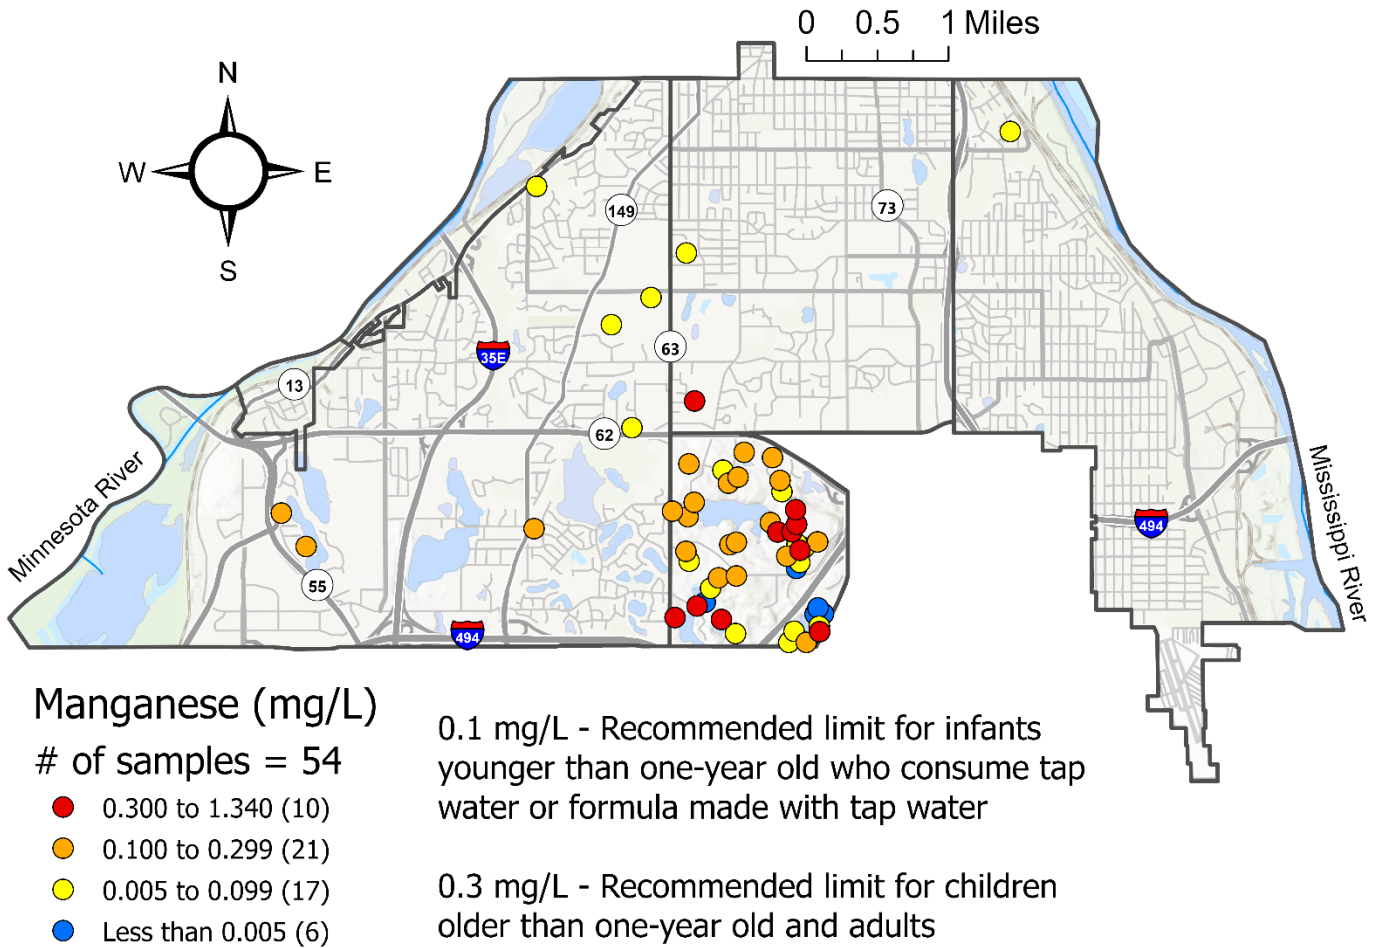 0 0.5 1 Miles
N
W E
S
149
73
35E
63
13
62
Minnesota River
Mississippi River
494
55
494
Manganese (mg/L)
# of samples = 54
0.300 to 1.340 (10)
0.100 to 0.299 (21)
0.005 to 0.099 (17)
Less than 0.005 (6)
0.1 mg/L - Recommended limit for infants
younger than one-year old who consume tap
water or formula made with tap water
0.3 mg/L - Recommended limit for children
older than one-year old and adults